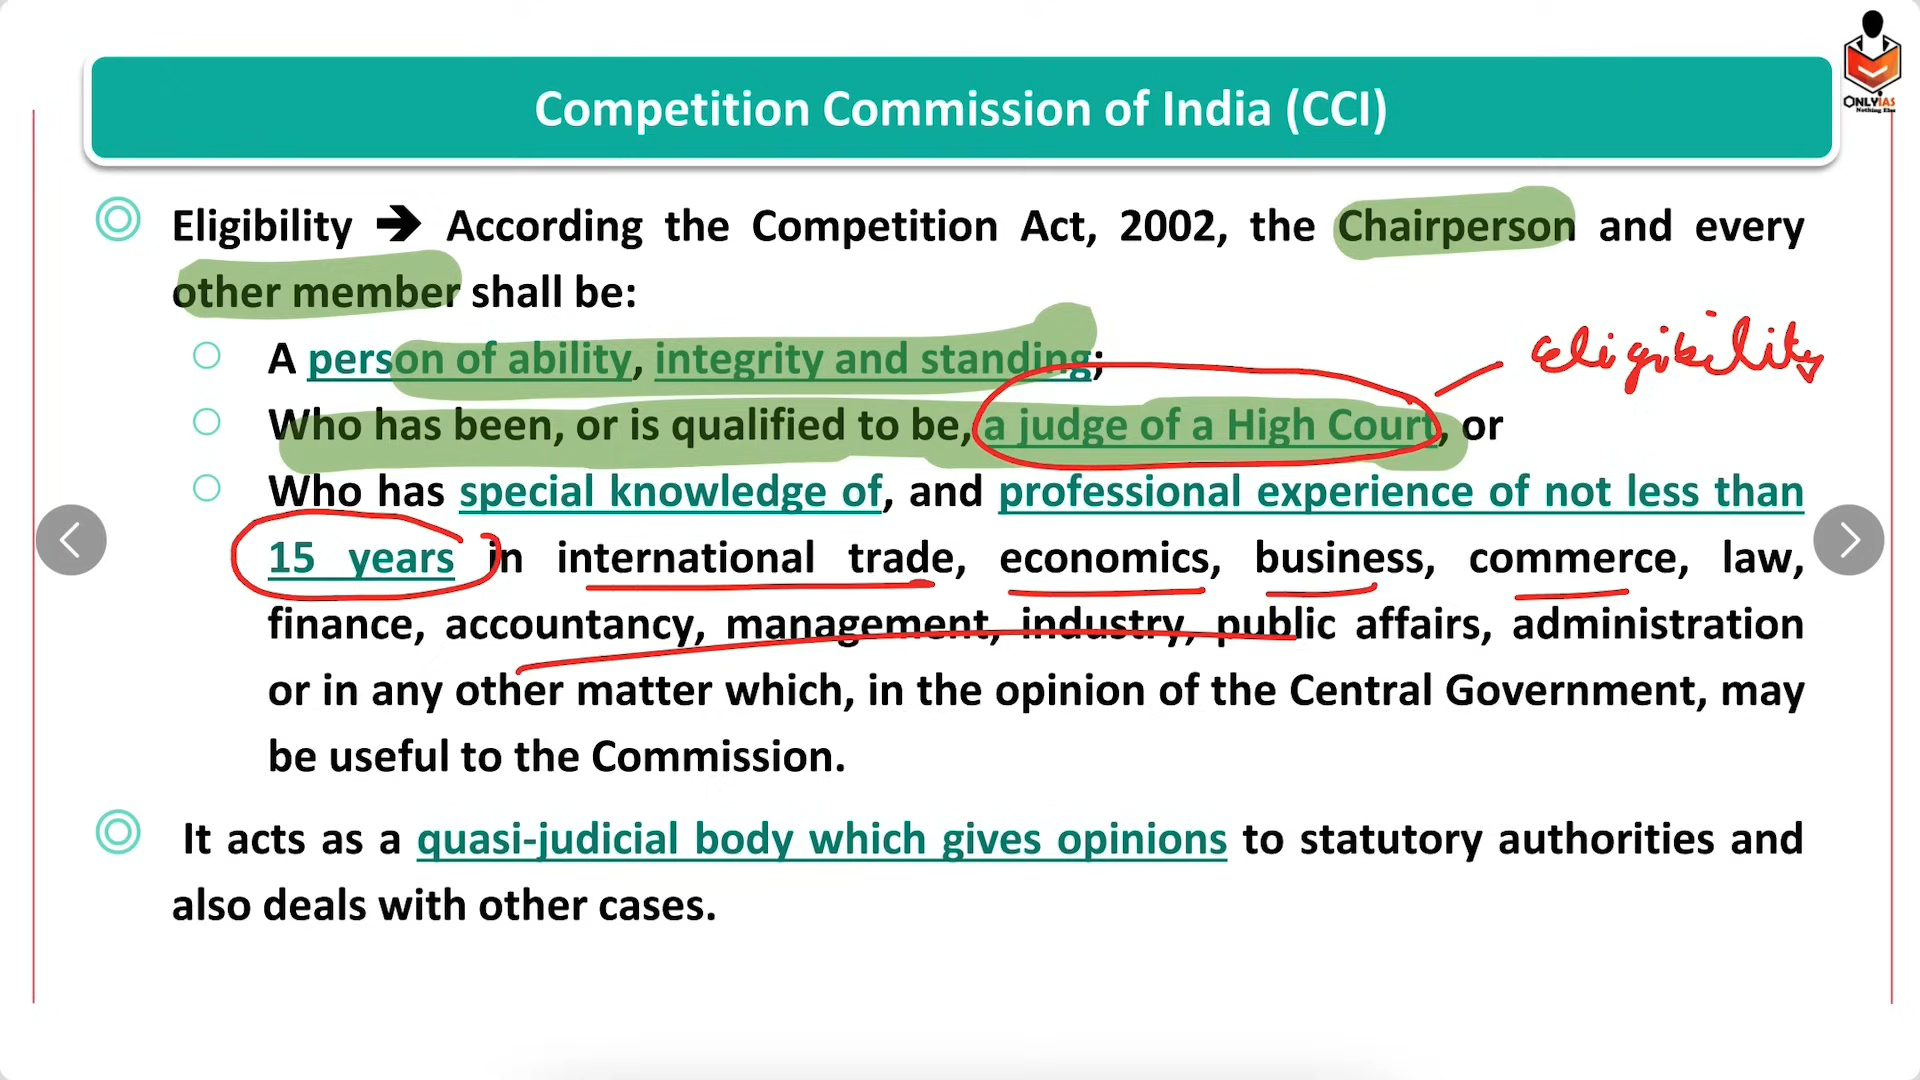 Competition Commission of India (CCI)
ONLYIAS
Nothing Else
Eligibility ➔ According the Competition Act, 2002, the Chairperson and every
other member shall be:
A person of ability, integrity and standing;
eligibility
Who has been, or is qualified to be, a judge of a High Court, or
Who has special knowledge of, and professional experience of not less than
15 years in international trade, economics, business, commerce, law,
finance, accountancy, management, industry, public affairs, administration
or in any other matter which, in the opinion of the Central Government, may
be useful to the Commission.
It acts as a quasi-judicial body which gives opinions to statutory authorities and
also deals with other cases.